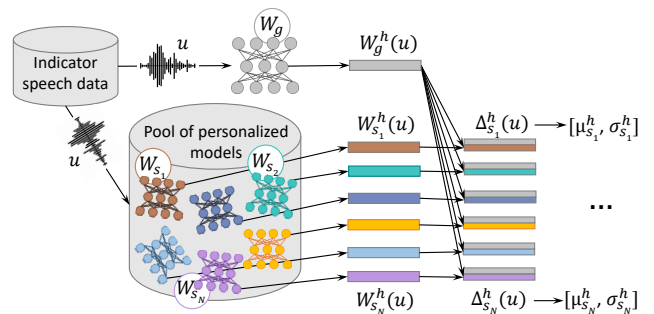 W_g
W_g^h(u)
u
Indicator
speech data
u
Pool of personalized
models
W_{s_1}
W_{s_2}
W_{s_N}
W_{s_1}^h(u)
Δ_{s_1}^h(u)
[μ_{s_1}^h, σ_{s_1}^h]
...
W_{s_N}^h(u)
Δ_{s_N}^h(u)
[μ_{s_N}^h, σ_{s_N}^h]